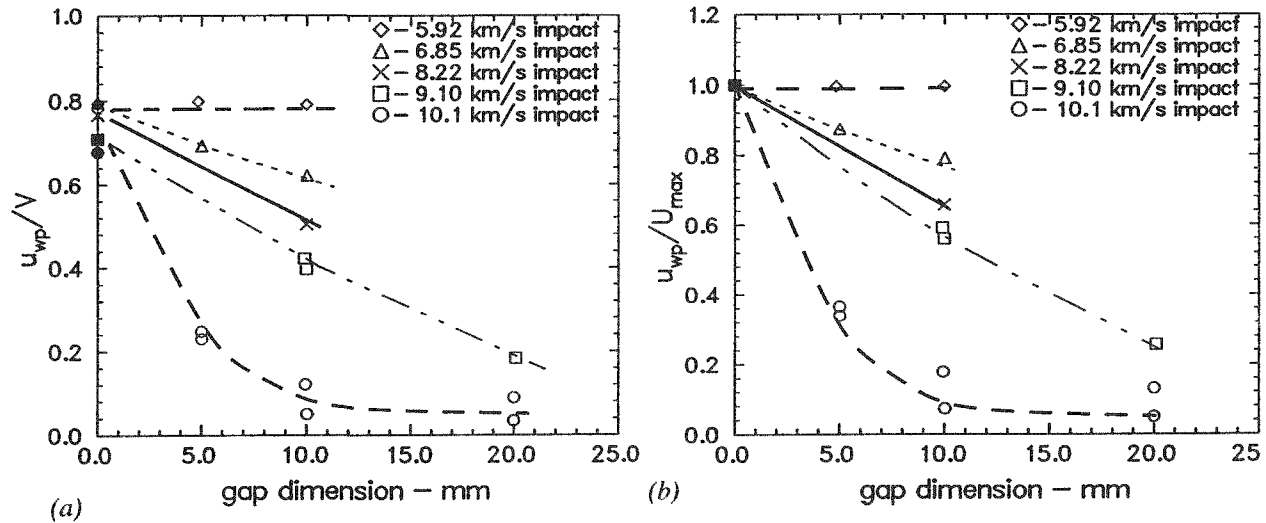 1.0
◇ – 5.92 km/s impact
△ – 6.85 km/s impact
× – 8.22 km/s impact
□ – 9.10 km/s impact
○ – 10.1 km/s impact
0.8
0.6
0.4
0.2
0.0
u_wp/V
0.0 5.0 10.0 15.0 20.0 25.0
gap dimension – mm
(a)
1.2
◇ – 5.92 km/s impact
△ – 6.85 km/s impact
× – 8.22 km/s impact
□ – 9.10 km/s impact
○ – 10.1 km/s impact
1.0
0.8
0.6
0.4
0.2
0.0
u_wp/U_max
0.0 5.0 10.0 15.0 20.0 25.0
gap dimension – mm
(b)